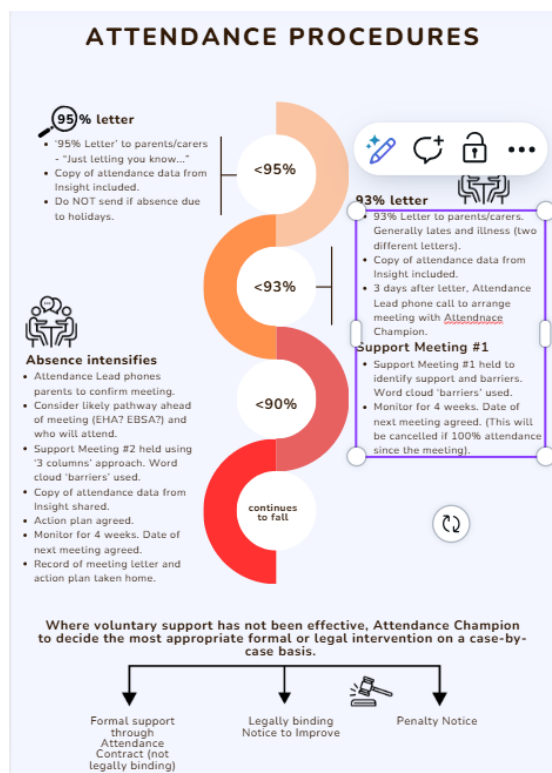 ATTENDANCE PROCEDURES
95% letter
• '95% Letter' to parents/carers
- "Just letting you know..."
• Copy of attendance data from
Insight included.
• Do NOT send if absence due
to holidays.
<95%
93% letter
• 93% Letter to parents/carers.
Generally lates and illness (two
different letters).
• Copy of attendance data from
Insight included.
• 3 days after letter, Attendance
Lead phone call to arrange
meeting with Attendnace
Champion.
<93%
Support Meeting #1
• Support Meeting #1 held to
identify support and barriers.
Word cloud 'barriers' used.
• Monitor for 4 weeks. Date of
next meeting agreed. (This will
be cancelled if 100% attendance
since the meeting).
<90%
Absence intensifies
• Attendance Lead phones
parents to confirm meeting.
• Consider likely pathway ahead
of meeting (EHA? EBSA?) and
who will attend.
• Support Meeting #2 held using
'3 columns' approach. Word
cloud 'barriers' used.
• Copy of attendance data from
Insight shared.
• Action plan agreed.
• Monitor for 4 weeks. Date of
next meeting agreed.
• Record of meeting letter and
action plan taken home.
continues
to fall
Where voluntary support has not been effective, Attendance Champion
to decide the most appropriate formal or legal intervention on a case-by-
case basis.
Formal support
through
Attendance
Contract (not
legally binding)
Legally binding
Notice to Improve
Penalty Notice